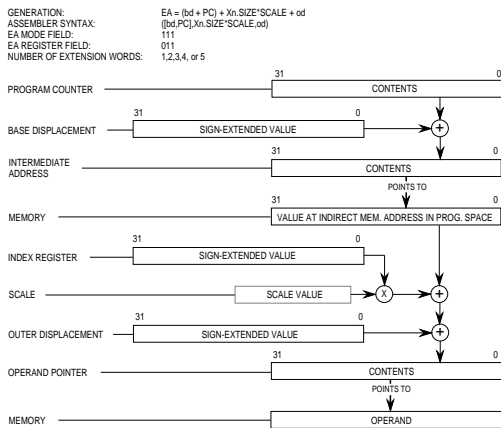 GENERATION: EA = (bd + PC) + Xn.SIZE*SCALE + od
ASSEMBLER SYNTAX: ([bd,PC],Xn.SIZE*SCALE,od)
EA MODE FIELD: 111
EA REGISTER FIELD: 011
NUMBER OF EXTENSION WORDS: 1,2,3,4, or 5
31 0
PROGRAM COUNTER CONTENTS
31 0
BASE DISPLACEMENT SIGN-EXTENDED VALUE +
31 0
INTERMEDIATE
ADDRESS
CONTENTS
POINTS TO
31 0
MEMORY VALUE AT INDIRECT MEM. ADDRESS IN PROG. SPACE
31 0
INDEX REGISTER SIGN-EXTENDED VALUE
SCALE SCALE VALUE X +
31 0
OUTER DISPLACEMENT SIGN-EXTENDED VALUE +
31 0
OPERAND POINTER CONTENTS
POINTS TO
MEMORY OPERAND